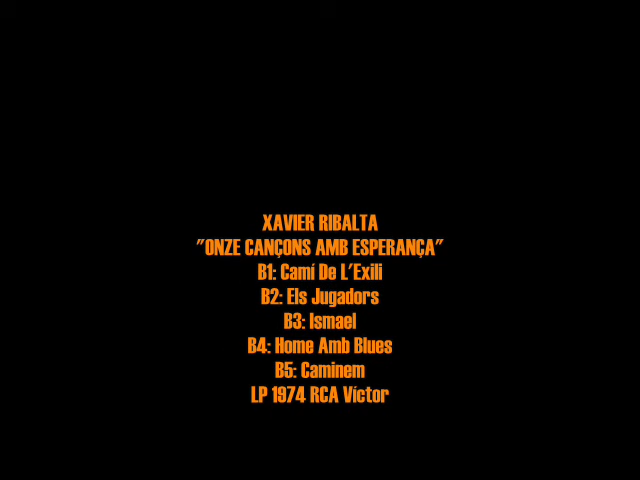 XAVIER RIBALTA
"ONZE CANÇONS AMB ESPERANÇA"
B1: Camí De L'Exili
B2: Els Jugadors
B3: Ismael
B4: Home Amb Blues
B5: Caminem
LP 1974 RCA Víctor